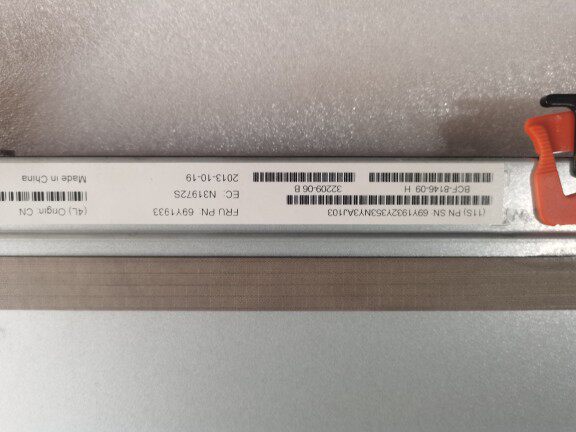 (11S) PN SN 69Y1932Y353NY3AJ103
BCF-8146-09 H
32209-06 B
FRU PN: 69Y1933
EC: N31972S
2013-10-19
(4L) Origin: CN
Made in China